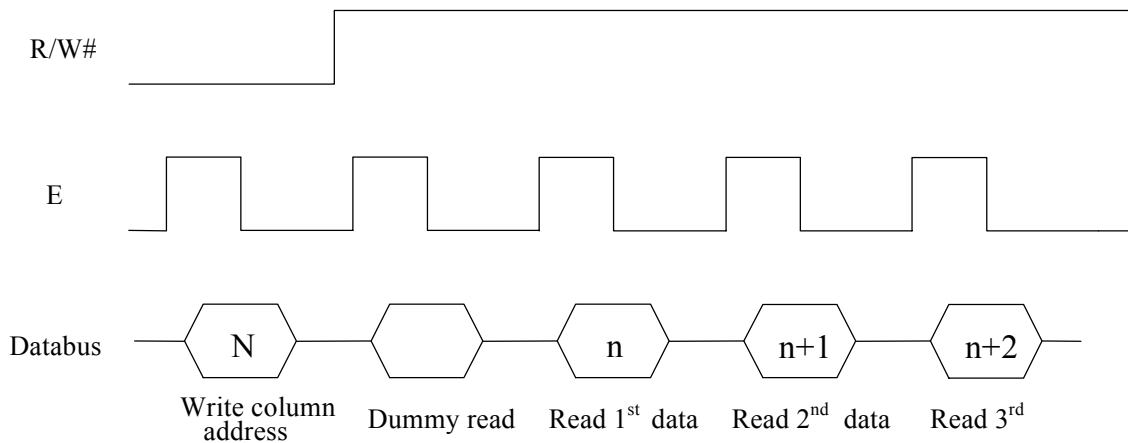 R/W#
E
Databus
N
n
n+1
n+2
Write column
address
Dummy read
Read 1st data
Read 2nd data
Read 3rd